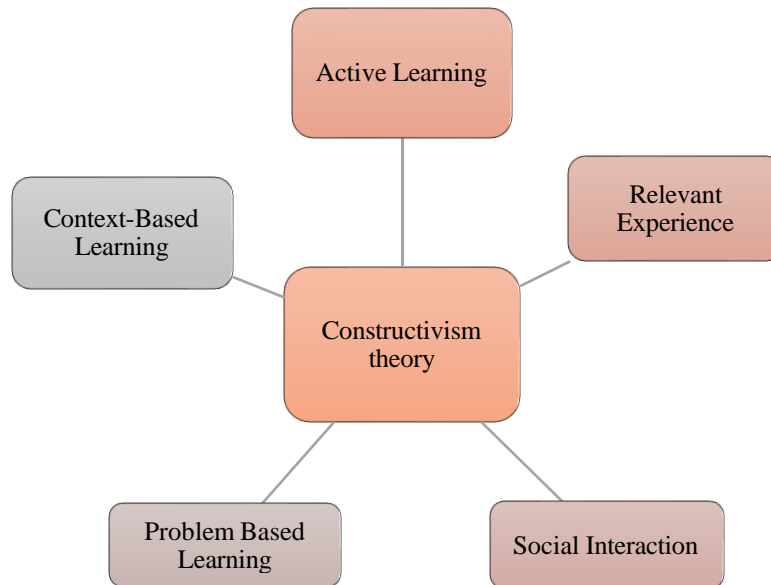 Active Learning
Relevant
Experience
Context-Based
Learning
Constructivism
theory
Problem Based
Learning
Social Interaction